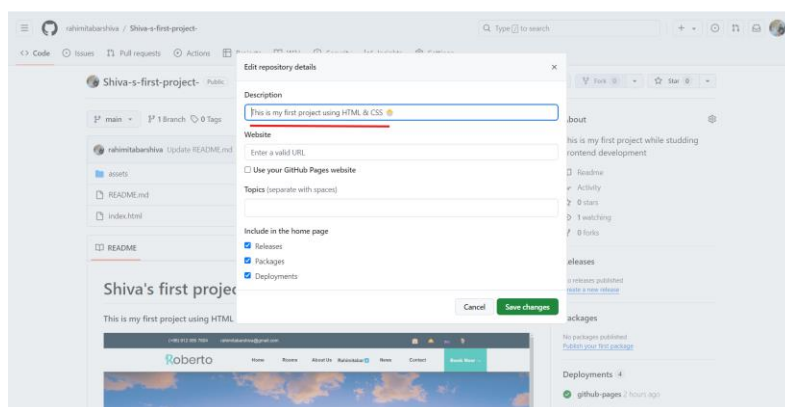 rahimitabarshiva / Shiva-s-first-project-
Type / to search
Code Issues Pull requests Actions
Edit repository details
Shiva-s-first-project- Public
Fork 0 Star 0
Description
This is my first project using HTML & CSS
main 1 Branch 0 Tags
About
Website
This is my first project while studding
frontend development
Enter a valid URL
rahimitabarshiva Update README.md
Use your GitHub Pages website
Readme
assets
Topics (separate with spaces)
Activity
README.md
0 stars
1 watching
index.html
0 forks
Include in the home page
Releases
README
Packages
Releases
Deployments
No releases published
Create a new release
Shiva's first projec
Cancel Save changes
Packages
This is my first project using HTML
No packages published
Publish your first package
Roberto
Home Rooms About Us Rahimitabar News Contact Book Now
Deployments 4
github-pages 2 hours ago